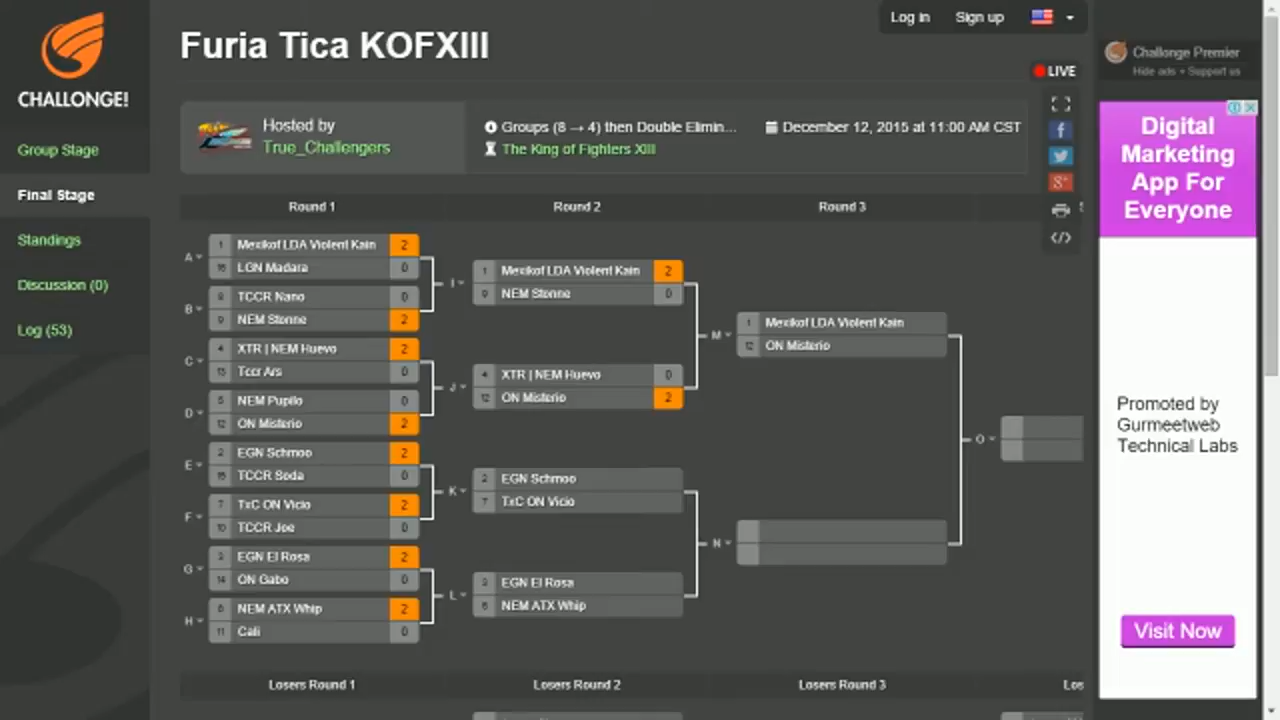 Log in
Sign up
Furia Tica KOFXIII
CHALLONGE!
Challonge Premier
Hide ads + Support us
LIVE
Hosted by
True_Challengers
Groups (8 → 4) then Double Elimin...
December 12, 2015 at 11:00 AM CST
The King of Fighters XIII
Group Stage
Final Stage
Standings
Discussion (0)
Log (53)
Round 1
Round 2
Round 3
A
1 Mexikof LDA Violent Kain 2
16 LGN Madara 0
B
8 TCCR Nano 0
9 NEM Stonne 2
C
4 XTR | NEM Huevo 2
13 Tccr Ars 0
D
5 NEM Pupilo 0
12 ON Misterio 2
E
2 EGN Schmoo 2
15 TCCR Soda 0
F
7 TxC ON Vicio 2
10 TCCR Joe 0
G
3 EGN El Rosa 2
14 ON Gabo 0
H
6 NEM ATX Whip 2
11 Cali 0
I
1 Mexikof LDA Violent Kain 2
9 NEM Stonne 0
J
4 XTR | NEM Huevo 0
12 ON Misterio 2
K
2 EGN Schmoo
7 TxC ON Vicio
L
3 EGN El Rosa
6 NEM ATX Whip
M
1 Mexikof LDA Violent Kain
12 ON Misterio
N
O
Losers Round 1
Losers Round 2
Losers Round 3
Los
Digital
Marketing
App For
Everyone
Promoted by
Gurmeetweb
Technical Labs
Visit Now